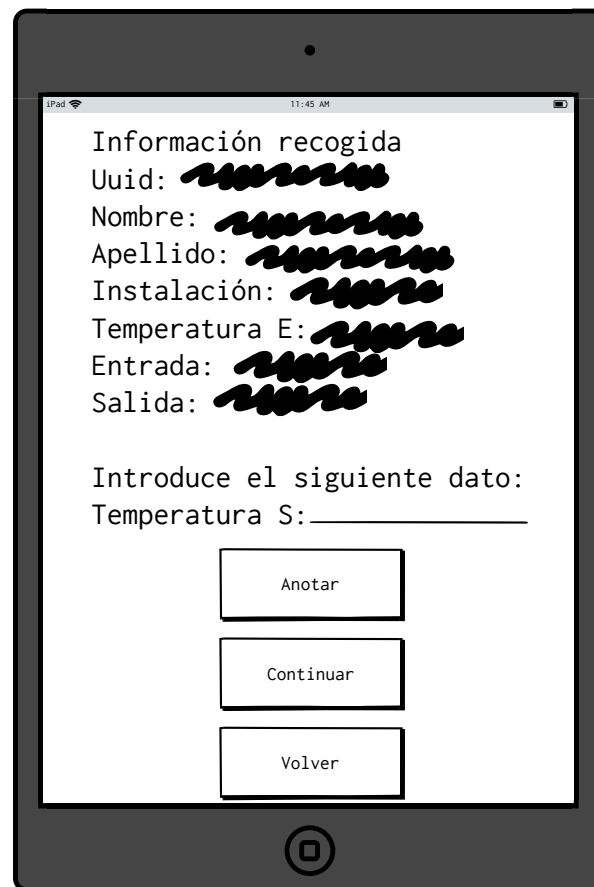 iPad 11:45 AM
Información recogida
Uuid:
Nombre:
Apellido:
Instalación:
Temperatura E:
Entrada:
Salida:
Introduce el siguiente dato:
Temperatura S:
Anotar
Continuar
Volver